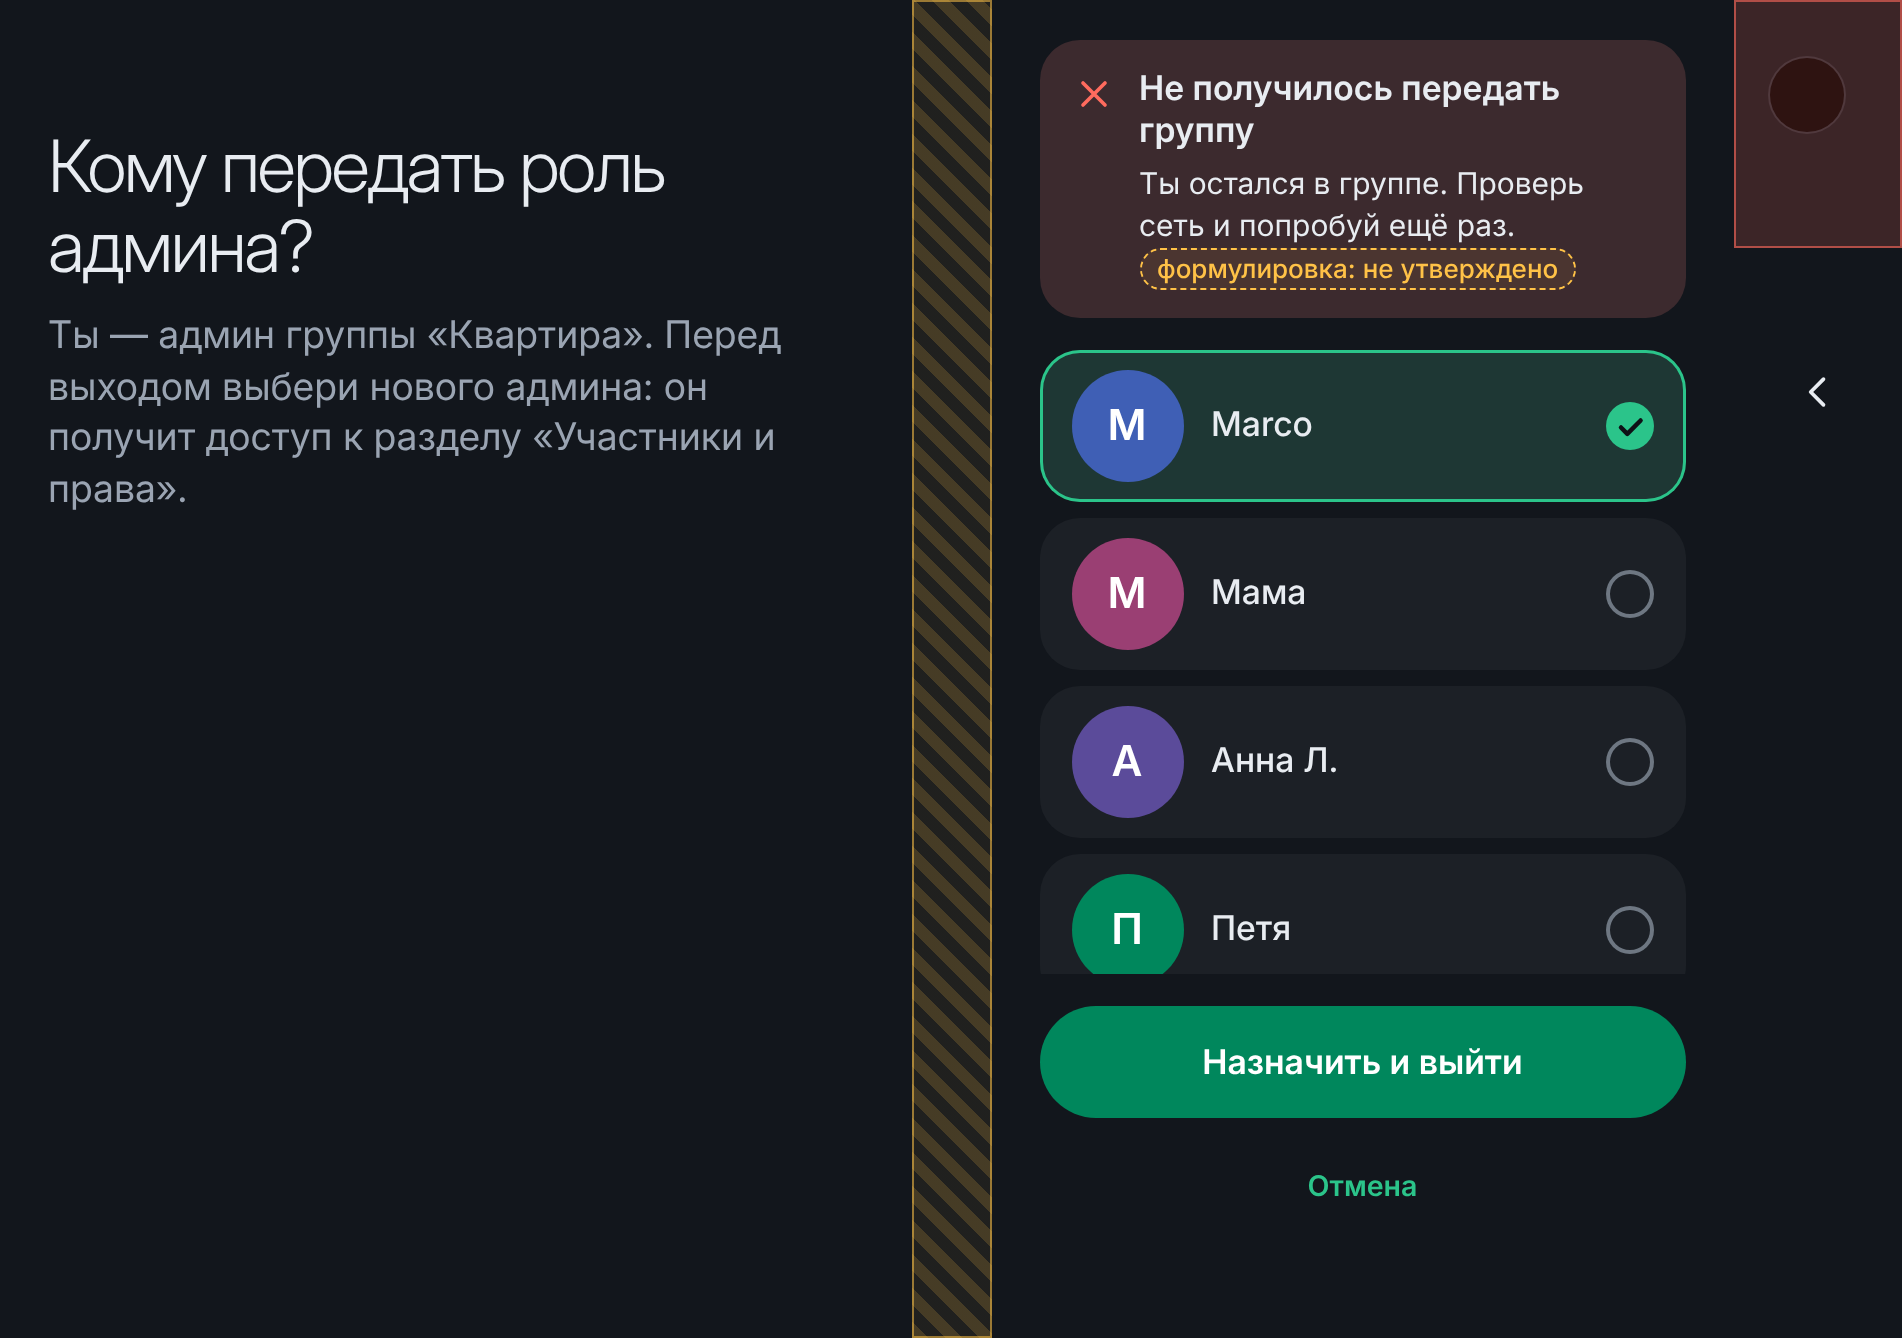 Кому передать роль
админа?
Ты — админ группы «Квартира». Перед
выходом выбери нового админа: он
получит доступ к разделу «Участники и
права».
Не получилось передать
группу
Ты остался в группе. Проверь
сеть и попробуй ещё раз.
формулировка: не утверждено
М Marco
М Мама
А Анна Л.
П Петя
Назначить и выйти
Отмена